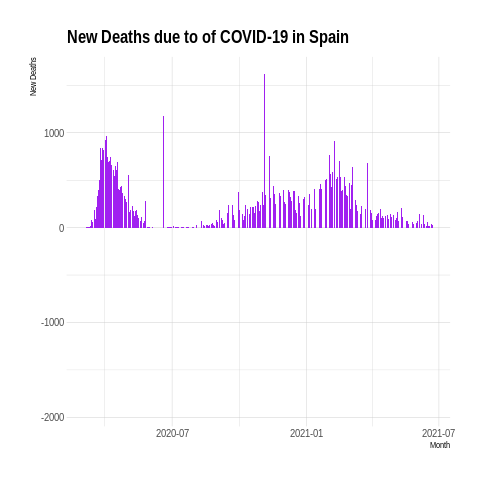 New Deaths due to of COVID-19 in Spain
New Deaths
1000
0
-1000
-2000
2020-07
2021-01
2021-07
Month